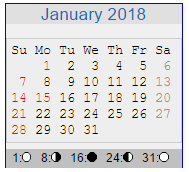 January 2018
Su Mo Tu We Th Fr Sa
1 2 3 4 5 6
7 8 9 10 11 12 13
14 15 16 17 18 19 20
21 22 23 24 25 26 27
28 29 30 31
1: 8: 16: 24: 31: